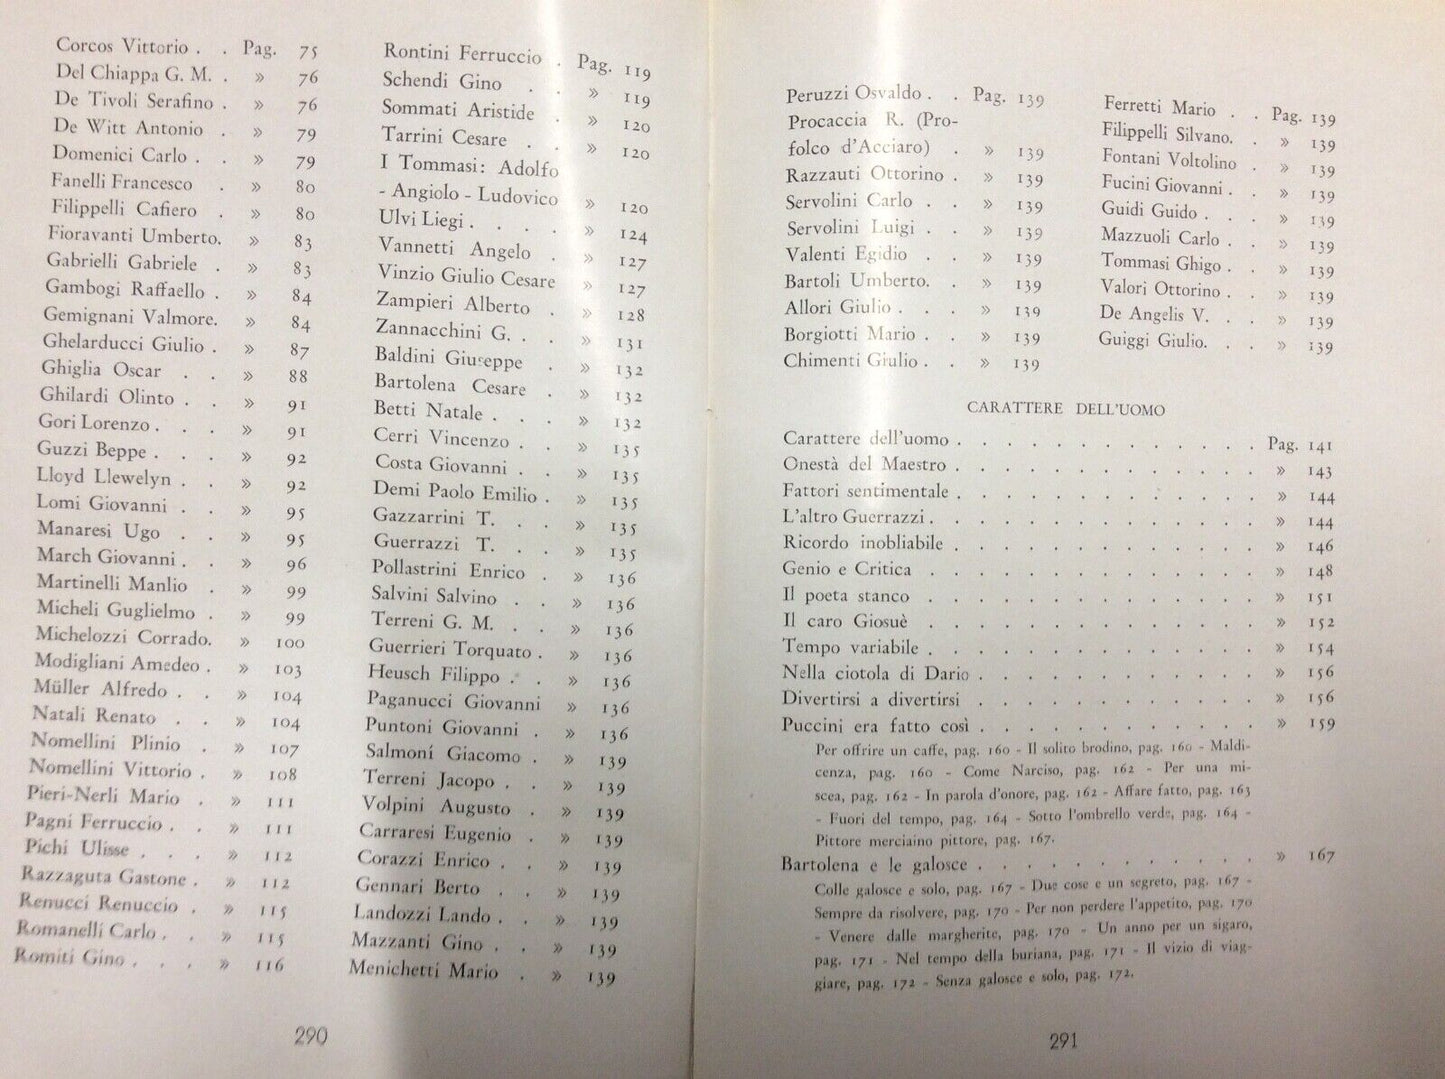 Corcos Vittorio . . Pag. 75
Del Chiappa G. M. . » 76
De Tivoli Serafino . » 76
De Witt Antonio . » 79
Domenici Carlo . . » 79
Fanelli Francesco . » 80
Filippelli Cafiero . » 80
Fioravanti Umberto. » 83
Gabrielli Gabriele . » 83
Gambogi Raffaello . » 84
Gemignani Valmore. » 84
Ghelarducci Giulio . » 87
Ghiglia Oscar . . » 88
Ghilardi Olinto . . » 91
Gori Lorenzo . . . » 91
Guzzi Beppe . . . » 92
Lloyd Llewelyn . . » 92
Lomi Giovanni . . » 95
Manaresi Ugo . . » 95
March Giovanni . . » 96
Martinelli Manlio . » 99
Micheli Guglielmo . » 99
Michelozzi Corrado. » 100
Modigliani Amedeo . » 103
Müller Alfredo . . » 104
Natali Renato . . » 104
Nomellini Plinio . » 107
Nomellini Vittorio . » 108
Pieri-Nerli Mario . » 111
Pagni Ferruccio . . » 111
Pichi Ulisse . . . » 112
Razzaguta Gastone . » 112
Renucci Renuccio . » 115
Romanelli Carlo . . » 115
Romiti Gino . . . » 116
290
Rontini Ferruccio . Pag. 119
Schendi Gino . . » 119
Sommati Aristide . » 120
Tarrini Cesare . . » 120
I Tommasi: Adolfo
- Angiolo - Ludovico » 120
Ulvi Liegi . . . . » 124
Vannetti Angelo . » 127
Vinzio Giulio Cesare » 127
Zampieri Alberto . » 128
Zannacchini G. . . » 131
Baldini Giuseppe . » 132
Bartolena Cesare . » 132
Betti Natale . . . » 132
Cerri Vincenzo . . » 135
Costa Giovanni . . » 135
Demi Paolo Emilio . » 135
Gazzarrini T. . . » 135
Guerrazzi T. . . » 135
Pollastrini Enrico . » 136
Salvini Salvino . . » 136
Terreni G. M. . . » 136
Guerrieri Torquato . » 136
Heusch Filippo . . » 136
Paganucci Giovanni » 136
Puntoni Giovanni . » 136
Salmoni Giacomo . » 139
Terreni Jacopo . . » 139
Volpini Augusto . » 139
Carraresi Eugenio . » 139
Corazzi Enrico . . » 139
Gennari Berto . . » 139
Landozzi Lando . . » 139
Mazzanti Gino . . » 139
Menichetti Mario . » 139
Peruzzi Osvaldo . . Pag. 139
Procaccia R. (Pro-
folco d'Acciaro) . » 139
Razzauti Ottorino . » 139
Servolini Carlo . . » 139
Servolini Luigi . . » 139
Valenti Egidio . . » 139
Bartoli Umberto. . » 139
Allori Giulio . . . » 139
Borgiotti Mario . . » 139
Chimenti Giulio . . » 139
Ferretti Mario . . Pag. 139
Filippelli Silvano. . » 139
Fontani Voltolino . » 139
Fucini Giovanni . . » 139
Guidi Guido . . . » 139
Mazzuoli Carlo . . » 139
Tommasi Ghigo . . » 139
Valori Ottorino . . » 139
De Angelis V. . . » 139
Guiggi Giulio. . . » 139
CARATTERE DELL'UOMO
Carattere dell'uomo . . . . . . . . . . . . Pag. 141
Onestà del Maestro . . . . . . . . . . . . » 143
Fattori sentimentale . . . . . . . . . . . . » 144
L'altro Guerrazzi . . . . . . . . . . . . . » 144
Ricordo inobliabile . . . . . . . . . . . . » 146
Genio e Critica . . . . . . . . . . . . . » 148
Il poeta stanco . . . . . . . . . . . . . » 151
Il caro Giosuè . . . . . . . . . . . . . » 152
Tempo variabile . . . . . . . . . . . . . » 154
Nella ciotola di Dario . . . . . . . . . . . » 156
Divertirsi a divertirsi . . . . . . . . . . . » 156
Puccini era fatto così . . . . . . . . . . . » 159
Per offrire un caffe, pag. 160 - Il solito brodino, pag. 160 - Maldi-
cenza, pag. 160 - Come Narciso, pag. 162 - Per una mi-
scea, pag. 162 - In parola d'onore, pag. 162 - Affare fatto, pag. 163
- Fuori del tempo, pag. 164 - Sotto l'ombrello verde, pag. 164 -
Pittore merciaino pittore, pag. 167.
Bartolena e le galosce . . . . . . . . . . . » 167
Colle galosce e solo, pag. 167 - Due cose e un segreto, pag. 167 -
Sempre da risolvere, pag. 170 - Per non perdere l'appetito, pag. 170
- Venere dalle margherite, pag. 170 - Un anno per un sigaro,
pag. 171 - Nel tempo della buriana, pag. 171 - Il vizio di viag-
giare, pag. 172 - Senza galosce e solo, pag. 172.
291